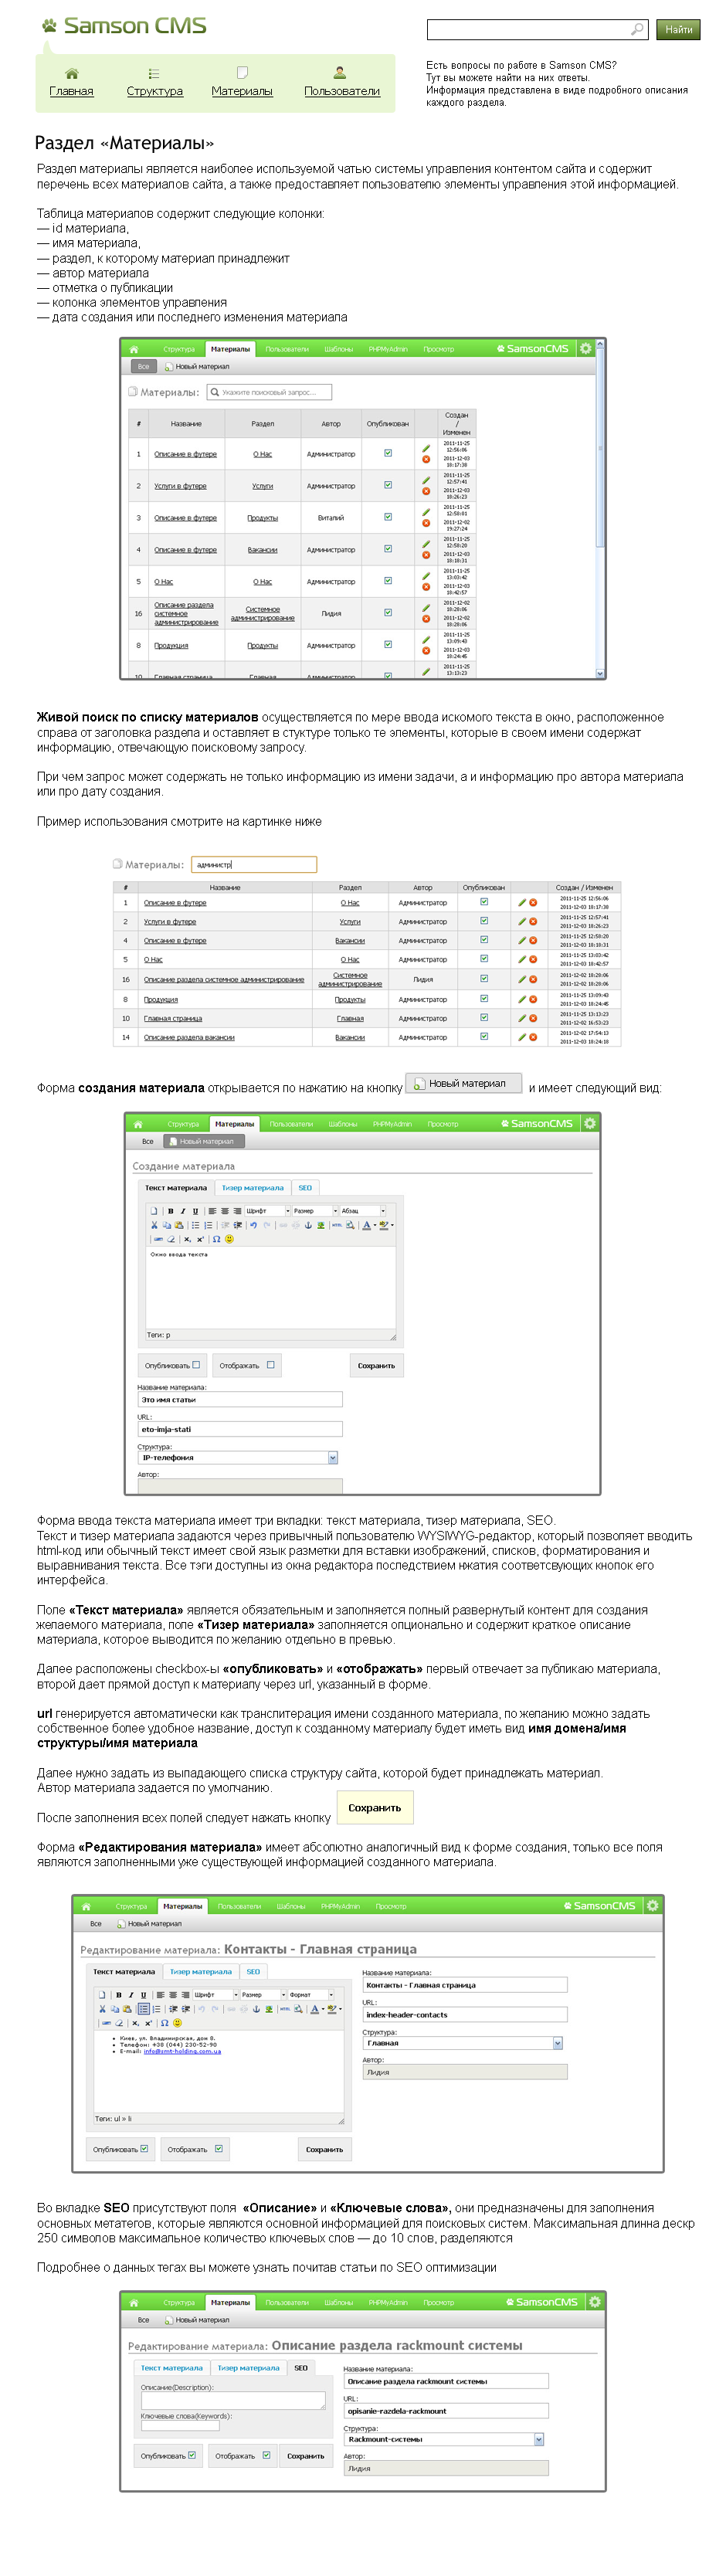 Samson CMS
Найти
Главная Структура Материалы Пользователи
Есть вопросы по работе в Samson CMS?
Тут вы можете найти на них ответы.
Информация представлена в виде подробного описания
каждого раздела.
Раздел «Материалы»
Раздел материалы является наиболее используемой чатью системы управления контентом сайта и содержит
перечень всех материалов сайта, а также предоставляет пользователю элементы управления этой информацией.
Таблица материалов содержит следующие колонки:
— id материала,
— имя материала,
— раздел, к которому материал принадлежит
— автор материала
— отметка о публикации
— колонка элементов управления
— дата создания или последнего изменения материала
Структура Материалы Пользователи Шаблоны PHPMyAdmin Просмотр SamsonCMS
Все Новый материал
Материалы: Укажите поисковый запрос...
# Название Раздел Автор Опубликован Создан / Изменен
1 Описание в футере О Нас Администратор 2011-11-25 12:56:06 2011-12-03 18:17:38
2 Услуги в футере Услуги Администратор 2011-11-25 12:57:41 2011-12-03 18:26:23
3 Описание в футере Продукты Виталий 2011-11-25 12:58:01 2011-12-02 19:27:24
4 Описание в футере Вакансии Администратор 2011-11-25 12:58:20 2011-12-03 18:18:31
5 О Нас О Нас Администратор 2011-11-25 13:03:42 2011-12-03 18:42:57
16 Описание раздела системное администрирование Системное администрирование Лидия 2011-12-02 18:28:06 2011-12-02 18:28:06
8 Продукция Продукты Администратор 2011-11-25 13:09:43 2011-12-03 18:24:45
10 Главная страница Главная Администратор 2011-11-25 13:13:23
Живой поиск по списку материалов осуществляется по мере ввода искомого текста в окно, расположенное
справа от заголовка раздела и оставляет в стуктуре только те элементы, которые в своем имени содержат
информацию, отвечающую поисковому запросу.
При чем запрос может содержать не только информацию из имени задачи, а и информацию про автора материала
или про дату создания.
Пример использования смотрите на картинке ниже
Материалы: администр
# Название Раздел Автор Опубликован Создан / Изменен
1 Описание в футере О Нас Администратор 2011-11-25 12:56:06 2011-12-03 18:17:38
2 Услуги в футере Услуги Администратор 2011-11-25 12:57:41 2011-12-03 18:26:23
4 Описание в футере Вакансии Администратор 2011-11-25 12:58:20 2011-12-03 18:18:31
5 О Нас О Нас Администратор 2011-11-25 13:03:42 2011-12-03 18:42:57
16 Описание раздела системное администрирование Системное администрирование Лидия 2011-12-02 18:28:06 2011-12-02 18:28:06
8 Продукция Продукты Администратор 2011-11-25 13:09:43 2011-12-03 18:24:45
10 Главная страница Главная Администратор 2011-11-25 13:13:23 2011-12-02 16:53:23
14 Описание раздела вакансии Вакансии Администратор 2011-12-02 17:54:13 2011-12-03 18:24:18
Форма создания материала открывается по нажатию на кнопку Новый материал и имеет следующий вид:
Структура Материалы Пользователи Шаблоны PHPMyAdmin Просмотр SamsonCMS
Все Новый материал
Создание материала
Текст материала Тизер материала SEO
Шрифт Размер Абзац
HTML
Окно ввода текста
Теги: p
Опубликовать Отображать Сохранить
Название материала:
Это имя статьи
URL:
eto-imja-stati
Структура:
IP-телефония
Автор:
Форма ввода текста материала имеет три вкладки: текст материала, тизер материала, SEO.
Текст и тизер материала задаются через привычный пользователю WYSIWYG-редактор, который позволяет вводить
html-код или обычный текст имеет свой язык разметки для вставки изображений, списков, форматирования и
выравнивания текста. Все тэги доступны из окна редактора последствием нжатия соответсвующих кнопок его
интерфейса.
Поле «Текст материала» является обязательным и заполняется полный развернутый контент для создания
желаемого материала, поле «Тизер материала» заполняется опционально и содержит краткое описание
материала, которое выводится по желанию отдельно в превью.
Далее расположены checkbox-ы «опубликовать» и «отображать» первый отвечает за публикаю материала,
второй дает прямой доступ к материалу через url, указанный в форме.
url генерируется автоматически как транслитерация имени созданного материала, по желанию можно задать
собственное более удобное название, доступ к созданному материалу будет иметь вид имя домена/имя
структуры/имя материала
Далее нужно задать из выпадающего списка структуру сайта, которой будет принадлежать материал.
Автор материала задается по умолчанию.
После заполнения всех полей следует нажать кнопку Сохранить
Форма «Редактирования материала» имеет абсолютно аналогичный вид к форме создания, только все поля
являются заполненными уже существующей информацией созданного материала.
Структура Материалы Пользователи Шаблоны PHPMyAdmin Просмотр SamsonCMS
Все Новый материал
Редактирование материала: Контакты - Главная страница
Текст материала Тизер материала SEO
Шрифт Размер Формат
HTML
Киев, ул. Владимирская, дом 8.
Телефон: +38 (044) 230-52-90
E-mail: info@smt-holding.com.ua
Теги: ul » li
Опубликовать Отображать Сохранить
Название материала:
Контакты - Главная страница
URL:
index-header-contacts
Структура:
Главная
Автор:
Лидия
Во вкладке SEO присутствуют поля «Описание» и «Ключевые слова», они предназначены для заполнения
основных метатегов, которые являются основной информацией для поисковых систем. Максимальная длинна дескр
250 символов максимальное количество ключевых слов — до 10 слов, разделяются
Подробнее о данных тегах вы можете узнать почитав статьи по SEO оптимизации
Структура Материалы Пользователи Шаблоны PHPMyAdmin Просмотр SamsonCMS
Все Новый материал
Редактирование материала: Описание раздела rackmount системы
Текст материала Тизер материала SEO
Описание(Description):
Ключевые слова(Keywords):
Опубликовать Отображать Сохранить
Название материала:
Описание раздела rackmount системы
URL:
opisanie-razdela-rackmount
Структура:
Rackmount-системы
Автор:
Лидия